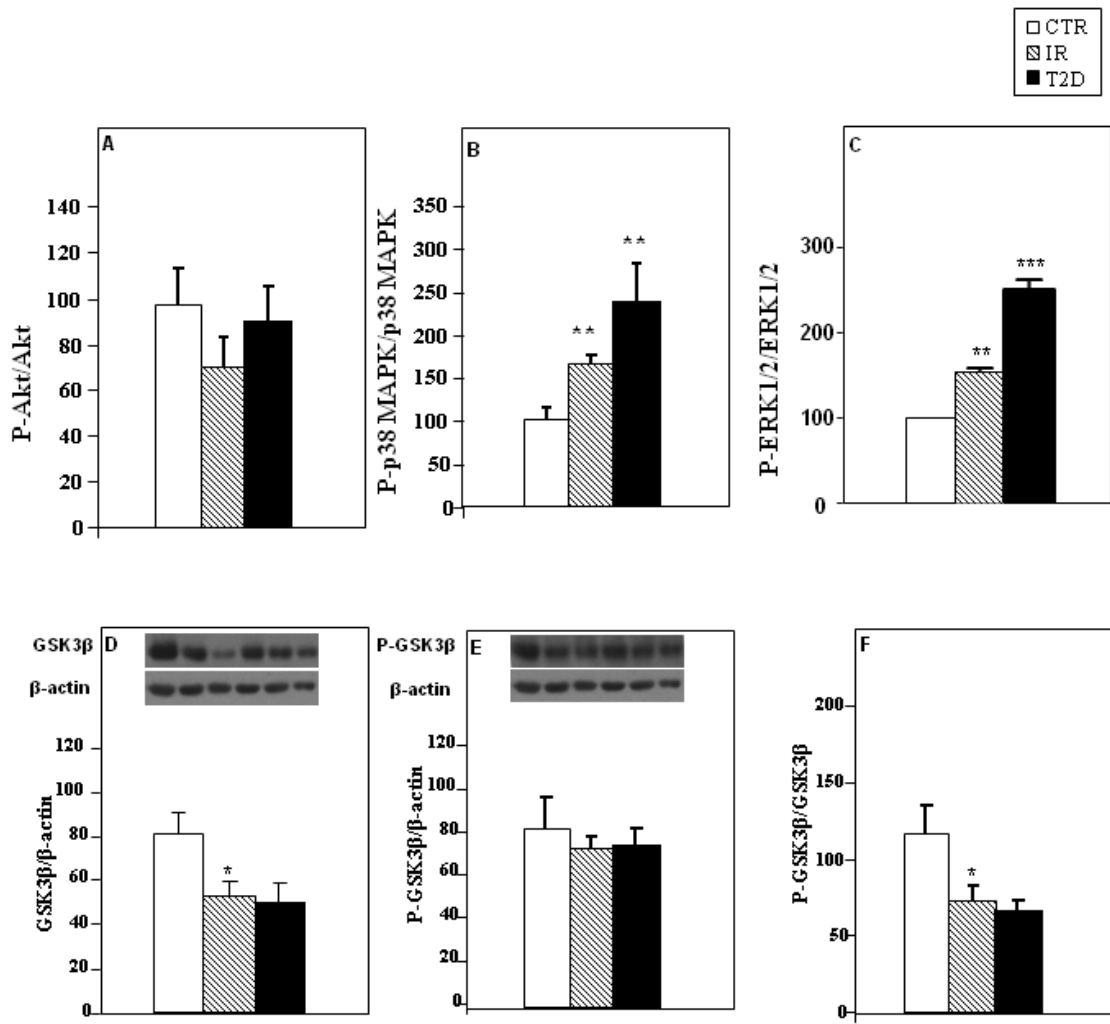 CTR
IR
T2D
A
P-Akt/Akt
140
120
100
80
60
40
20
0
B
**
**
P-p38 MAPK/p38 MAPK
350
300
250
200
150
100
50
0
C
***
**
P-ERK1/2/ERK1/2
300
200
100
0
D
GSK3β
β-actin
*
GSK3β/β-actin
120
100
80
60
40
20
0
E
P-GSK3β
β-actin
P-GSK3β/β-actin
120
100
80
60
40
20
0
F
*
P-GSK3β/GSK3β
200
150
100
50
0